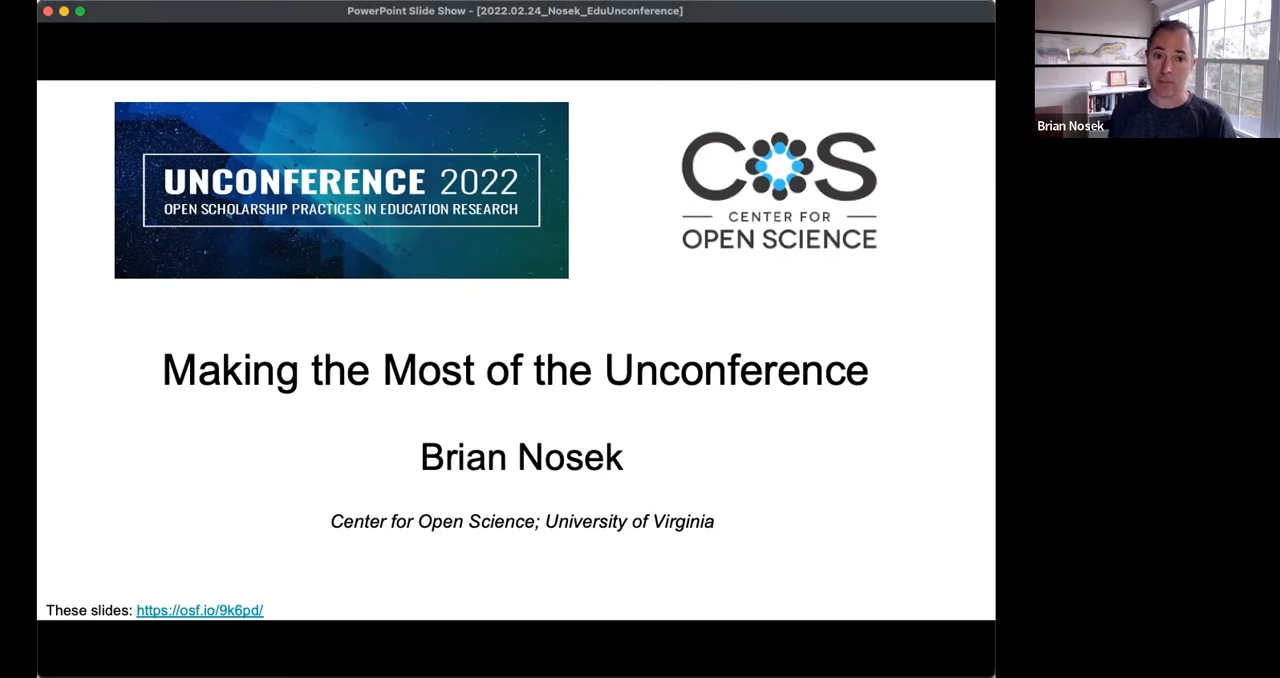 PowerPoint Slide Show - [2022.02.24_Nosek_EduUnconference]
UNCONFERENCE 2022
OPEN SCHOLARSHIP PRACTICES IN EDUCATION RESEARCH
COS
CENTER FOR
OPEN SCIENCE
Brian Nosek
Making the Most of the Unconference
Brian Nosek
Center for Open Science; University of Virginia
These slides: https://osf.io/9k6pd/